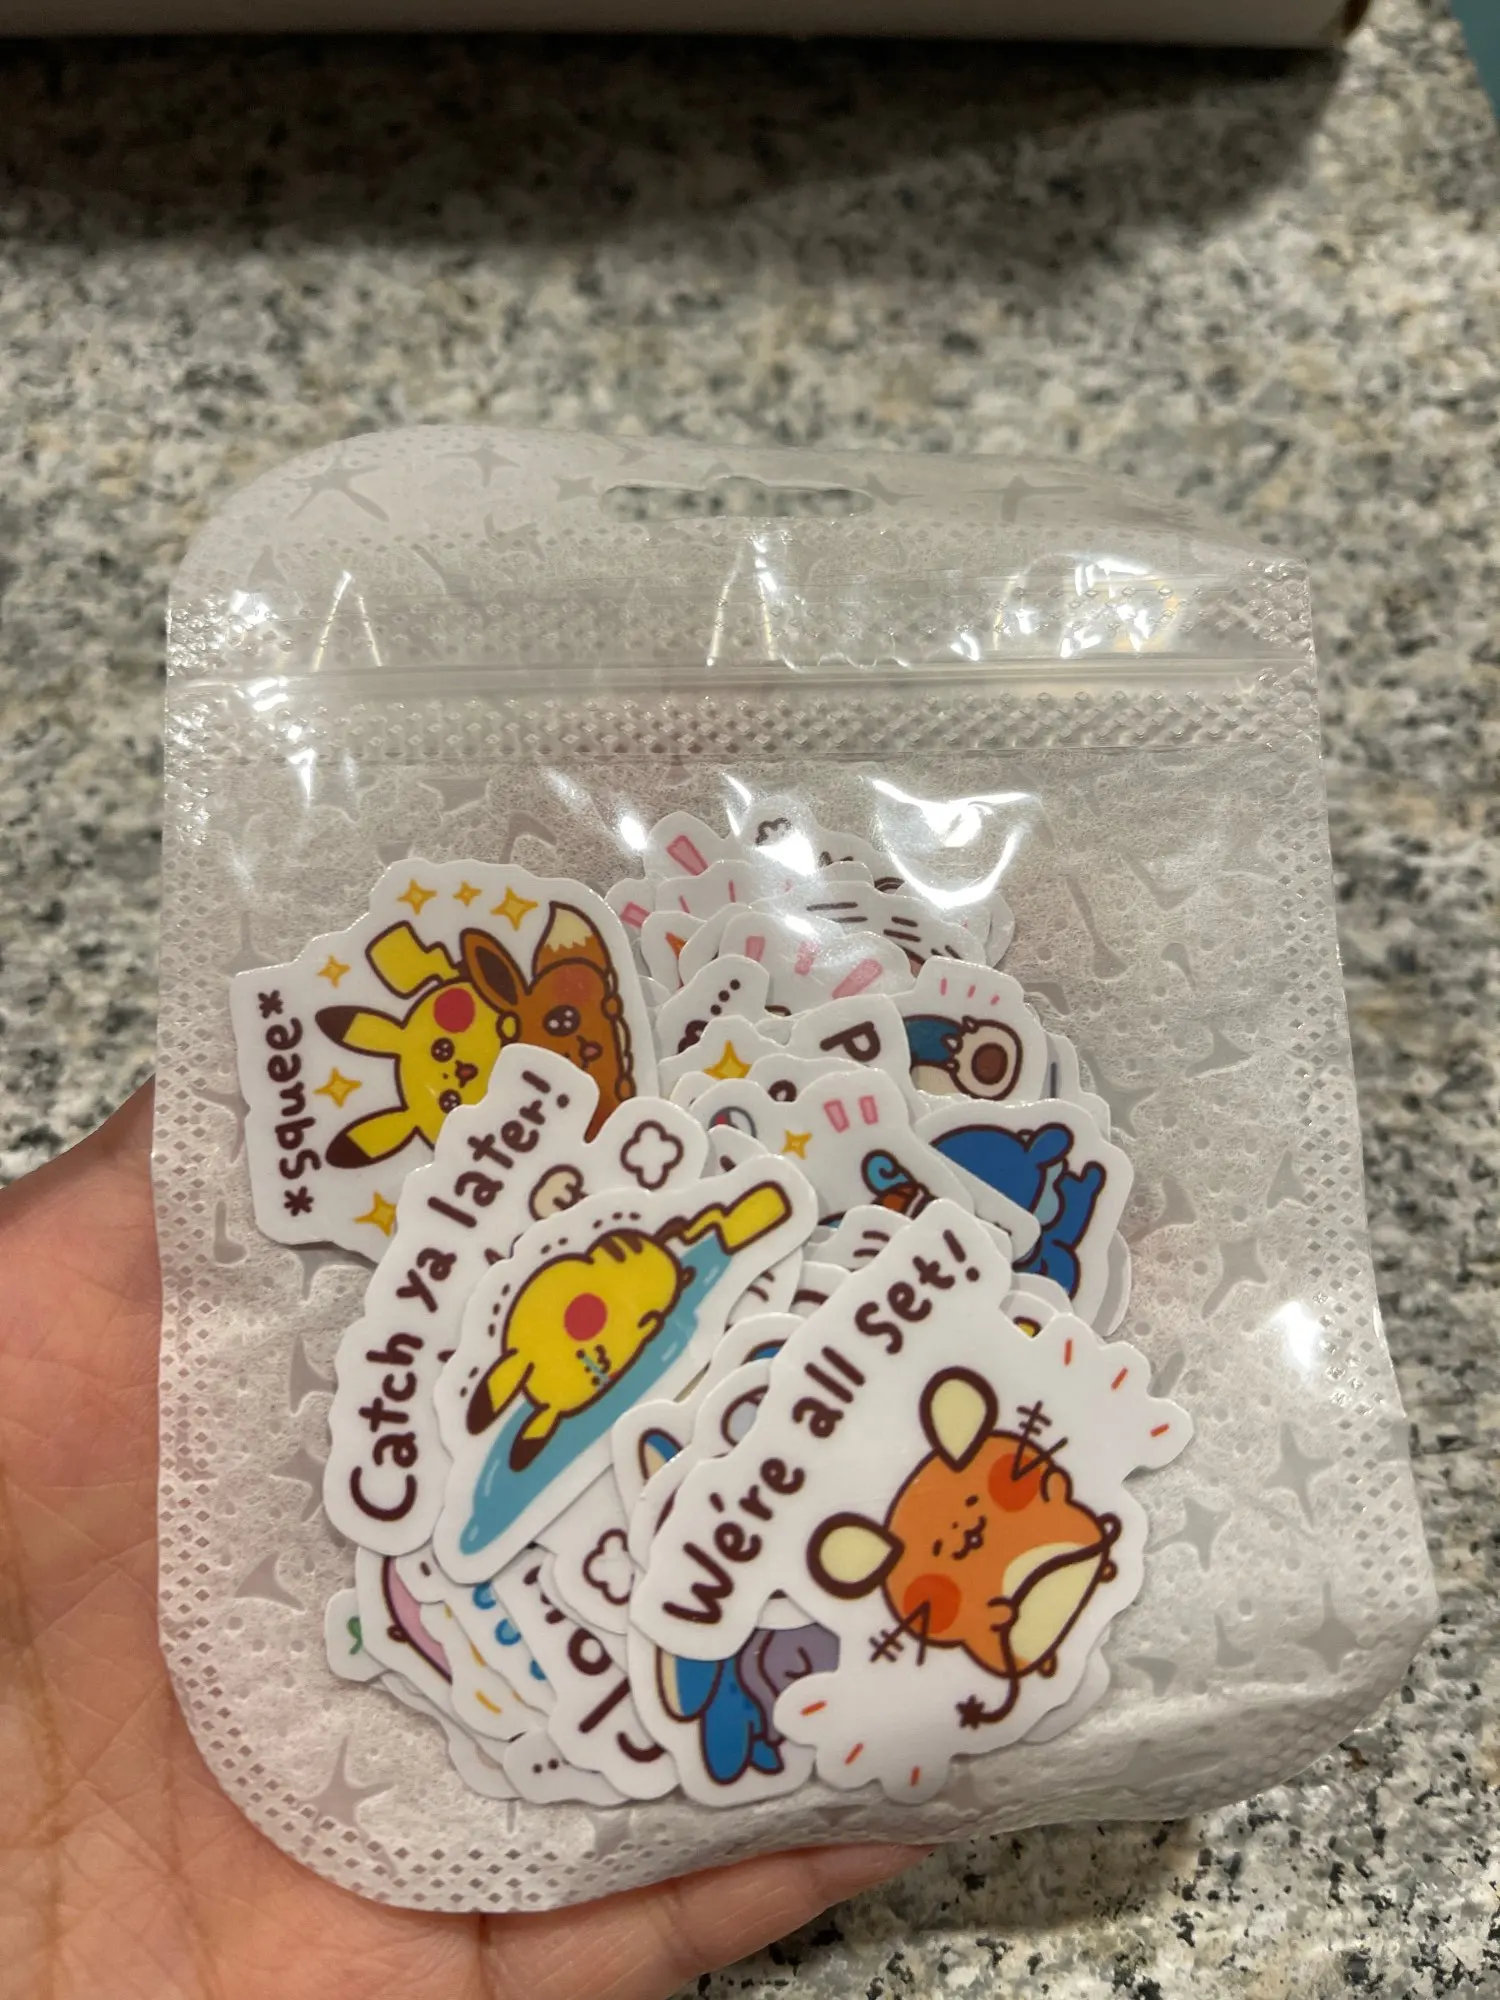 *squee*
Catch ya later!
We're all set!